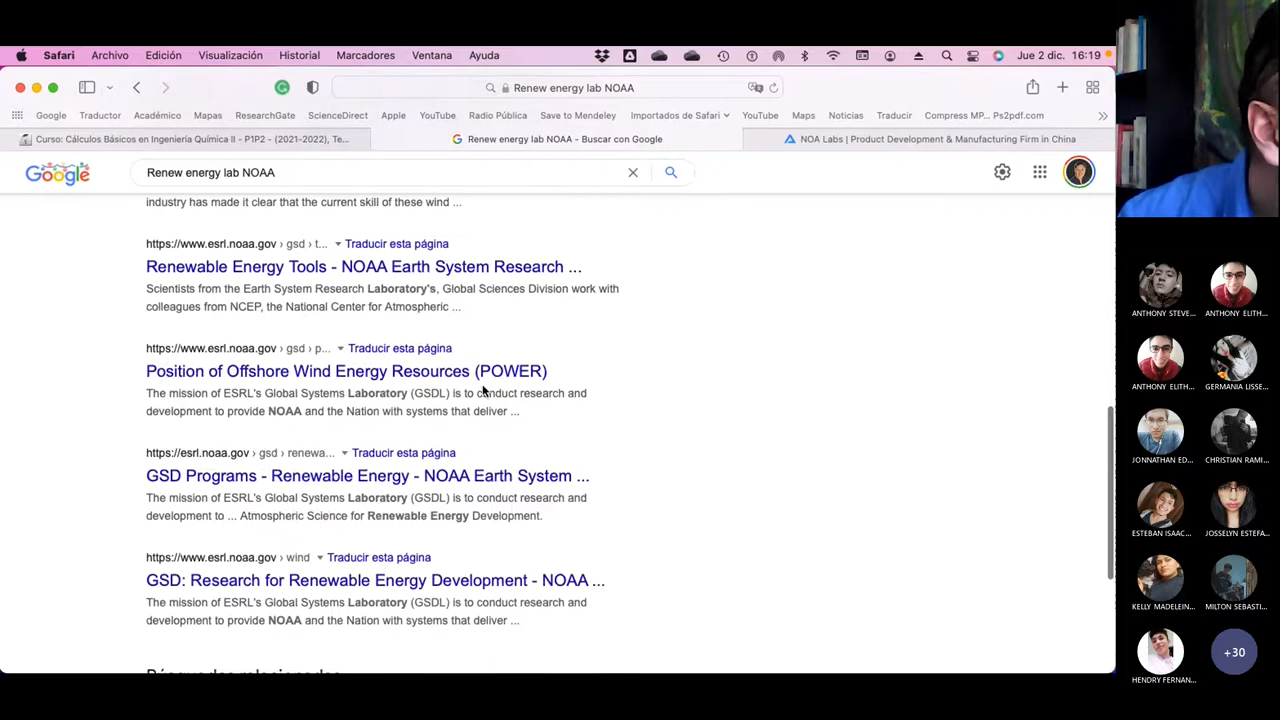 Safari Archivo Edición Visualización Historial Marcadores Ventana Ayuda Jue 2 dic. 16:19
Renew energy lab NOAA
Google Traductor Académico Mapas ResearchGate ScienceDirect Apple YouTube Radio Pública Save to Mendeley Importados de Safari YouTube Maps Noticias Traducir Compress MP... Ps2pdf.com
Curso: Cálculos Básicos en Ingeniería Química II - P1P2 - (2021-2022), Te... Renew energy lab NOAA - Buscar con Google NOA Labs | Product Development & Manufacturing Firm in China
Google Renew energy lab NOAA
industry has made it clear that the current skill of these wind ...
https://www.esrl.noaa.gov › gsd › t... Traducir esta página
Renewable Energy Tools - NOAA Earth System Research ...
Scientists from the Earth System Research Laboratory's, Global Sciences Division work with
colleagues from NCEP, the National Center for Atmospheric ...
https://www.esrl.noaa.gov › gsd › p... Traducir esta página
Position of Offshore Wind Energy Resources (POWER)
The mission of ESRL's Global Systems Laboratory (GSDL) is to conduct research and
development to provide NOAA and the Nation with systems that deliver ...
https://esrl.noaa.gov › gsd › renewa... Traducir esta página
GSD Programs - Renewable Energy - NOAA Earth System ...
The mission of ESRL's Global Systems Laboratory (GSDL) is to conduct research and
development to ... Atmospheric Science for Renewable Energy Development.
https://www.esrl.noaa.gov › wind Traducir esta página
GSD: Research for Renewable Energy Development - NOAA ...
The mission of ESRL's Global Systems Laboratory (GSDL) is to conduct research and
development to provide NOAA and the Nation with systems that deliver ...
Búsquedas relacionadas
ANTHONY STEVE... ANTHONY ELITH...
ANTHONY ELITH... GERMANIA LISSE...
JONNATHAN ED... CHRISTIAN RAMI...
ESTEBAN ISAAC... JOSSELYN ESTEFA...
KELLY MADELEIN... MILTON SEBASTI...
+30
HENDRY FERNAN...